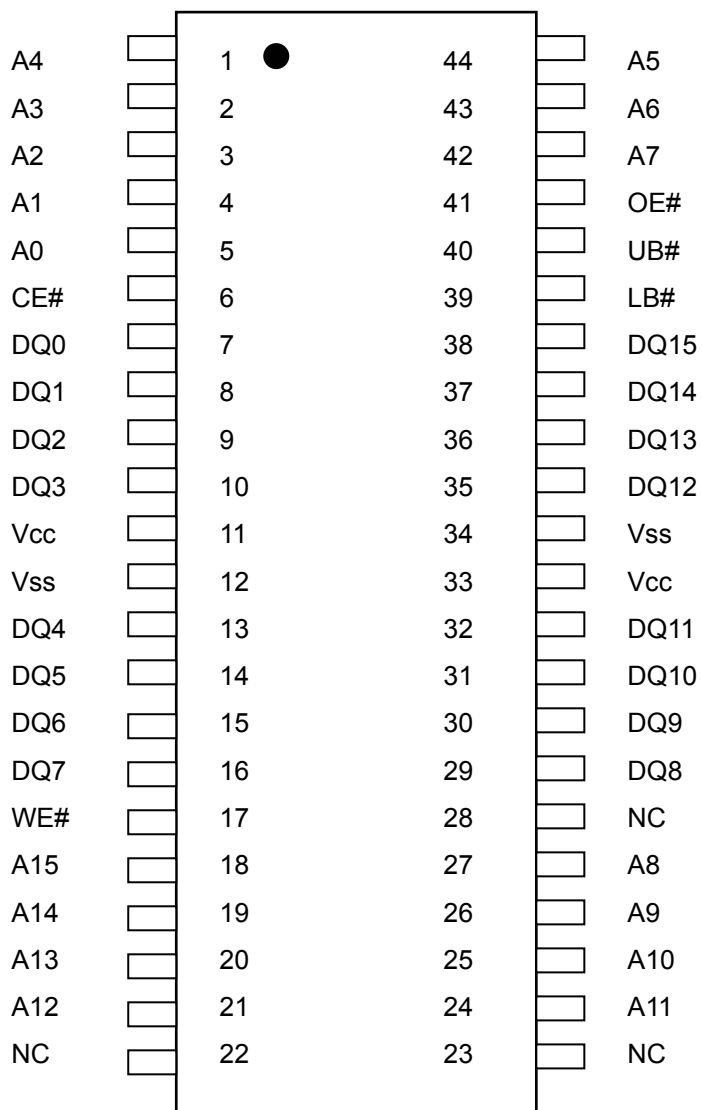 A4 1 44 A5
A3 2 43 A6
A2 3 42 A7
A1 4 41 OE#
A0 5 40 UB#
CE# 6 39 LB#
DQ0 7 38 DQ15
DQ1 8 37 DQ14
DQ2 9 36 DQ13
DQ3 10 35 DQ12
Vcc 11 34 Vss
Vss 12 33 Vcc
DQ4 13 32 DQ11
DQ5 14 31 DQ10
DQ6 15 30 DQ9
DQ7 16 29 DQ8
WE# 17 28 NC
A15 18 27 A8
A14 19 26 A9
A13 20 25 A10
A12 21 24 A11
NC 22 23 NC